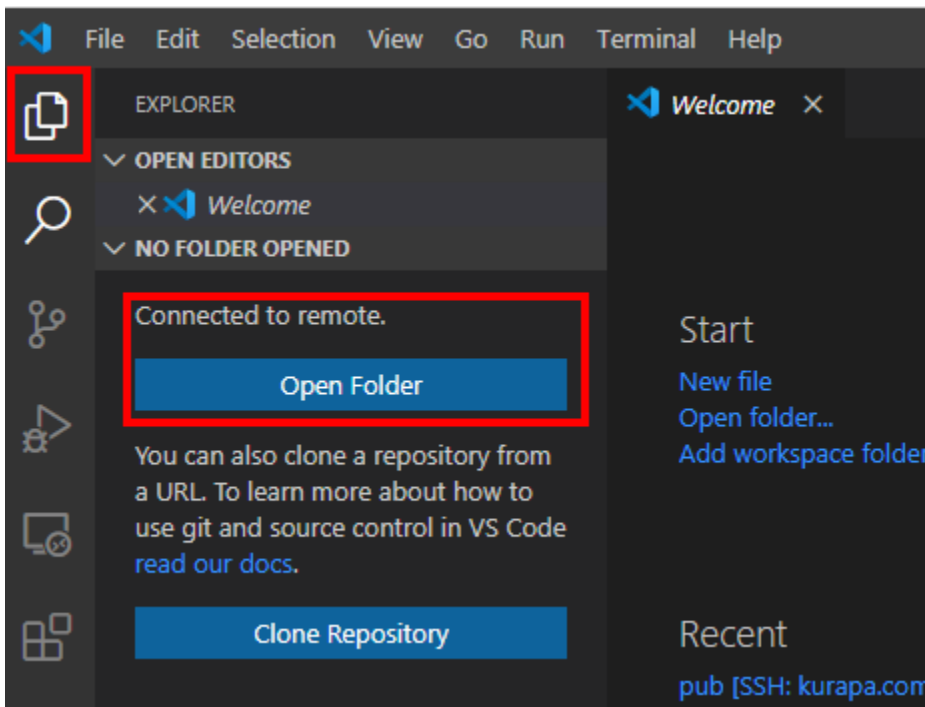 File Edit Selection View Go Run Terminal Help
EXPLORER
Welcome
OPEN EDITORS
Welcome
NO FOLDER OPENED
Connected to remote.
Open Folder
You can also clone a repository from
a URL. To learn more about how to
use git and source control in VS Code
read our docs.
Clone Repository
Start
New file
Open folder...
Add workspace folder
Recent
pub [SSH: kurapa.com